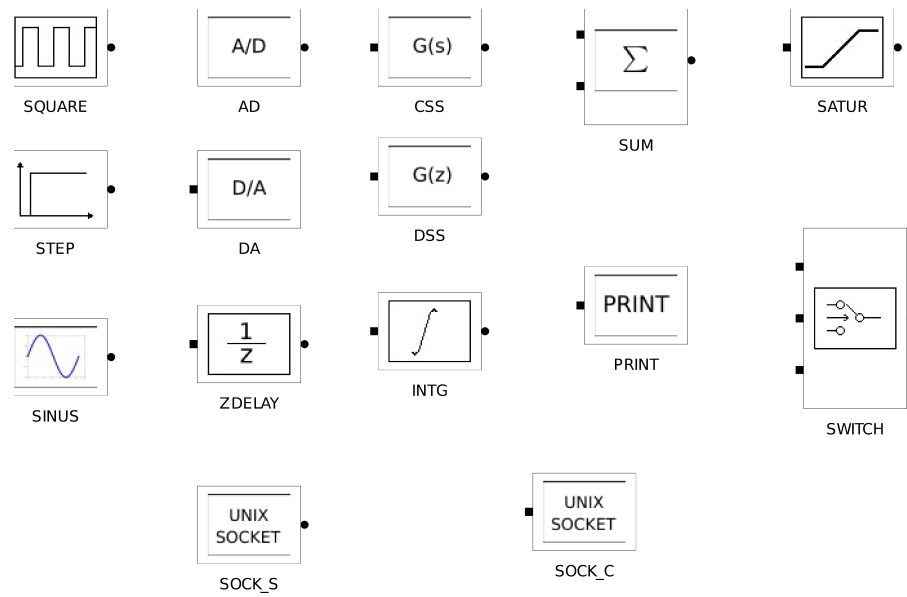 A/D
G(s)
Σ
SQUARE
AD
CSS
SATUR
SUM
D/A
G(z)
STEP
DA
DSS
1
z
PRINT
SINUS
ZDELAY
INTG
PRINT
SWITCH
UNIX
SOCKET
SOCK_S
UNIX
SOCKET
SOCK_C